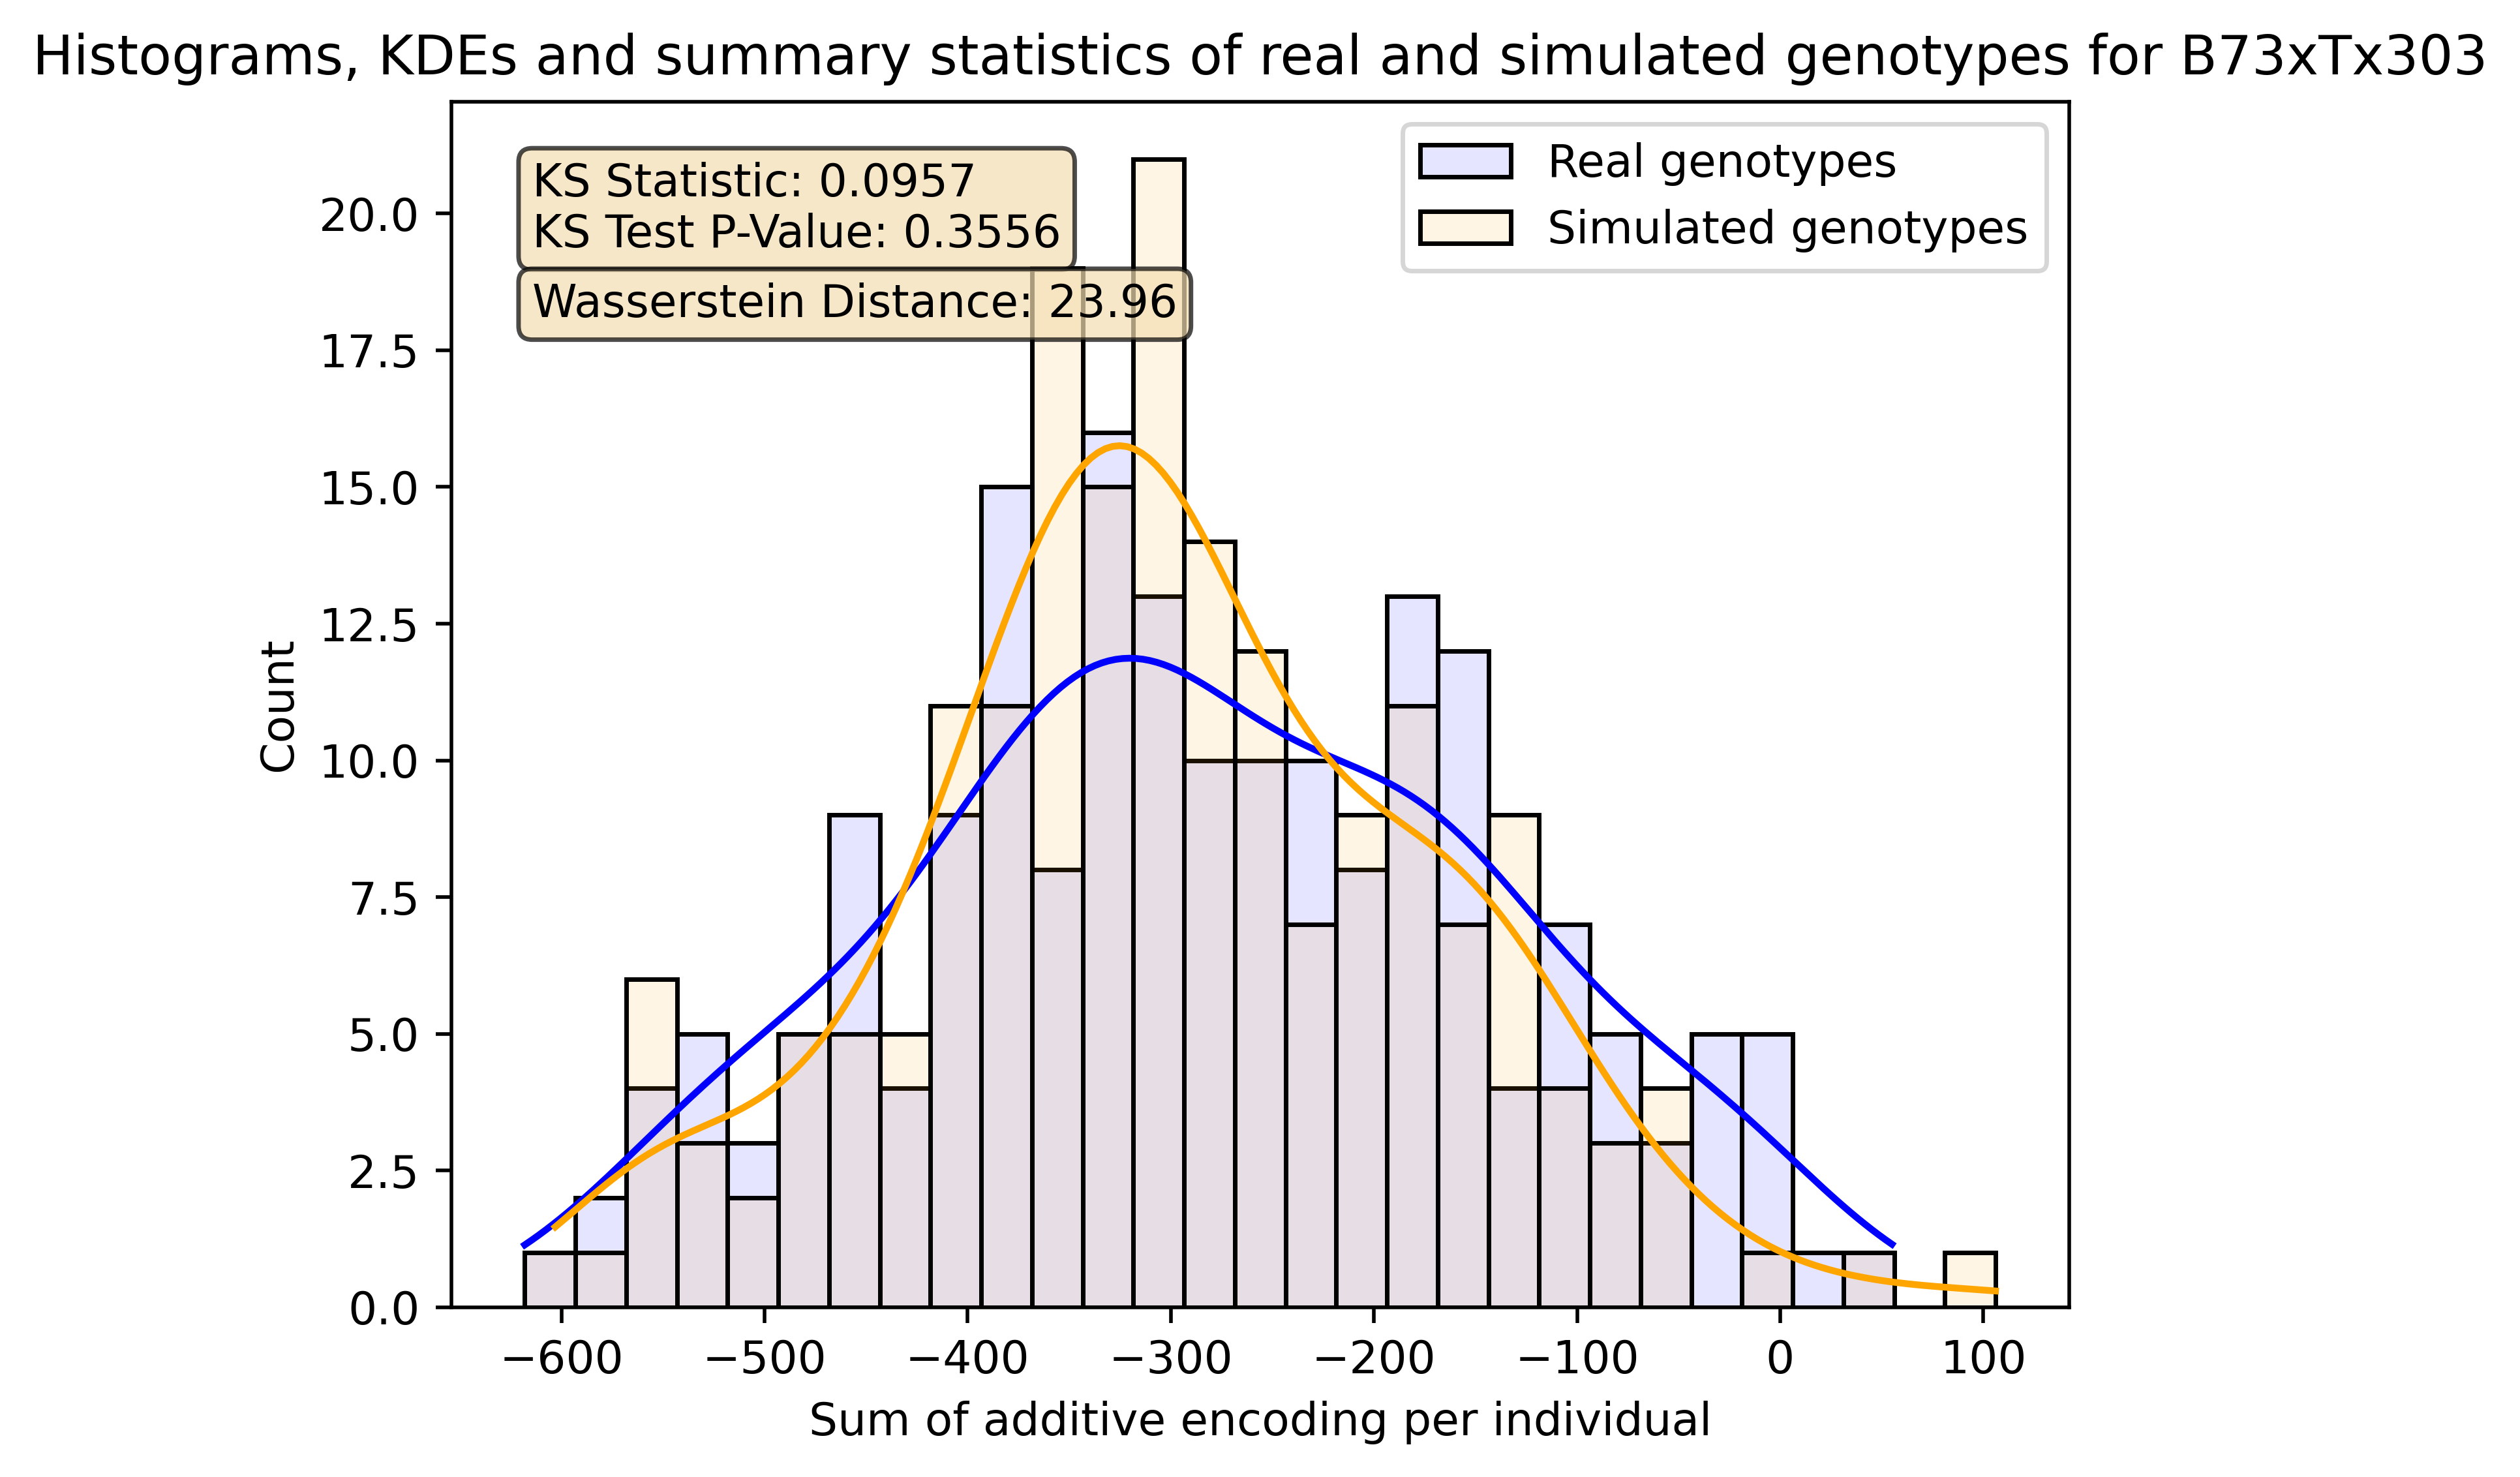 Histograms, KDEs and summary statistics of real and simulated genotypes for B73xTx303
KS Statistic: 0.0957
KS Test P-Value: 0.3556
Wasserstein Distance: 23.96
Real genotypes
Simulated genotypes
Count
20.0
17.5
15.0
12.5
10.0
7.5
5.0
2.5
0.0
−600 −500 −400 −300 −200 −100 0 100
Sum of additive encoding per individual